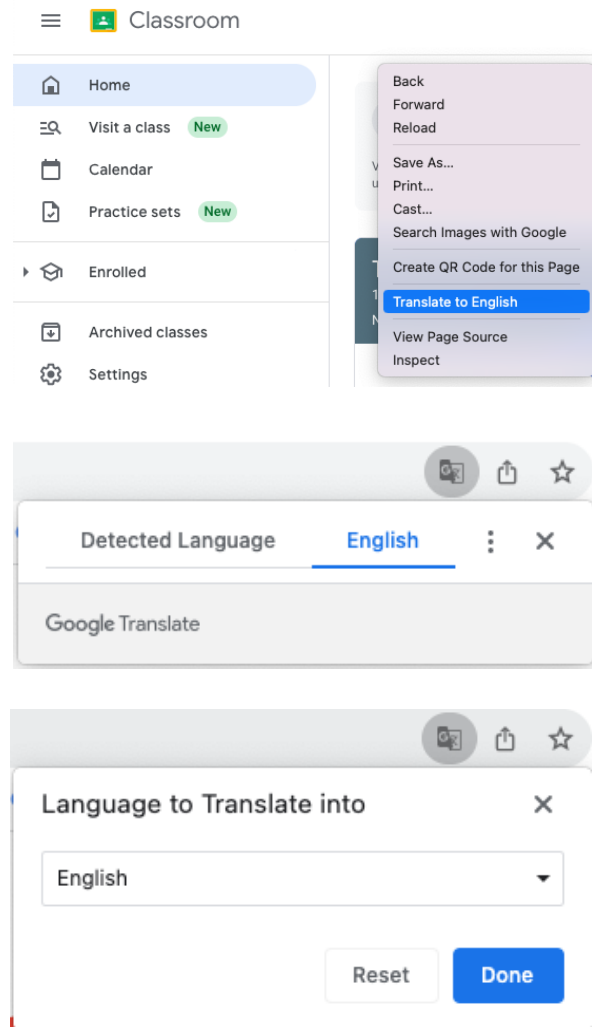 Classroom
Home
Visit a class New
Calendar
Practice sets New
Enrolled
Archived classes
Settings
Back
Forward
Reload
Save As...
Print...
Cast...
Search Images with Google
Create QR Code for this Page
Translate to English
View Page Source
Inspect
Detected Language English
Google Translate
Language to Translate into
English
Reset Done